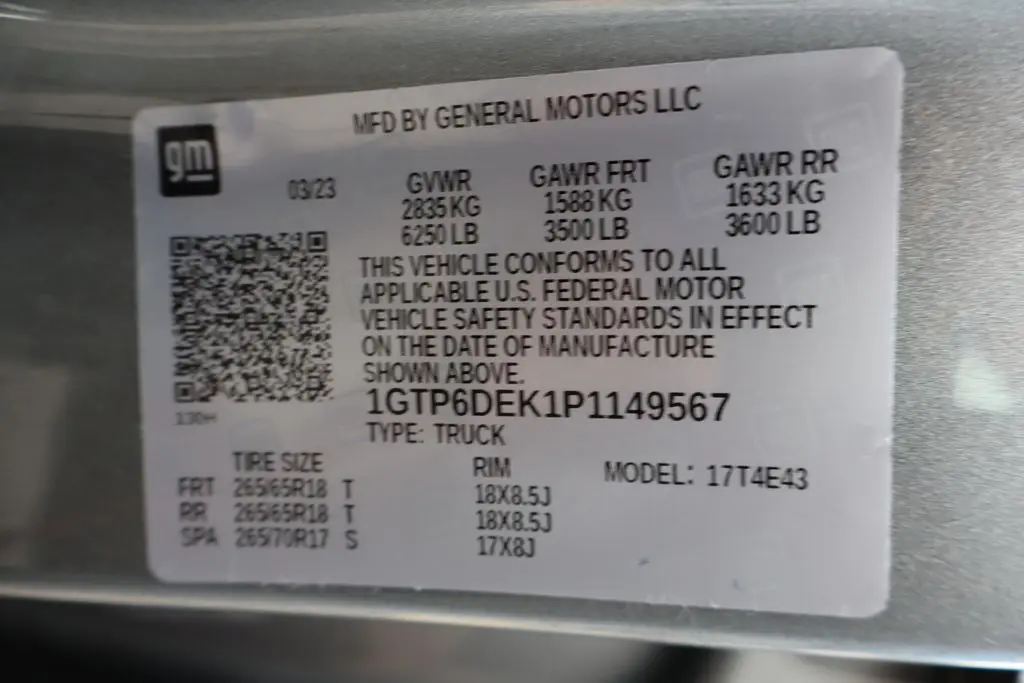 MFD BY GENERAL MOTORS LLC
gm
03/23
GVWR GAWR FRT GAWR RR
2835 KG 1588 KG 1633 KG
6250 LB 3500 LB 3600 LB
THIS VEHICLE CONFORMS TO ALL
APPLICABLE U.S. FEDERAL MOTOR
VEHICLE SAFETY STANDARDS IN EFFECT
ON THE DATE OF MANUFACTURE
SHOWN ABOVE.
1GTP6DEK1P1149567
130H
TYPE: TRUCK
TIRE SIZE RIM MODEL: 17T4E43
FRT 265/65R18 T 18X8.5J
RR 265/65R18 T 18X8.5J
SPA 265/70R17 S 17X8J